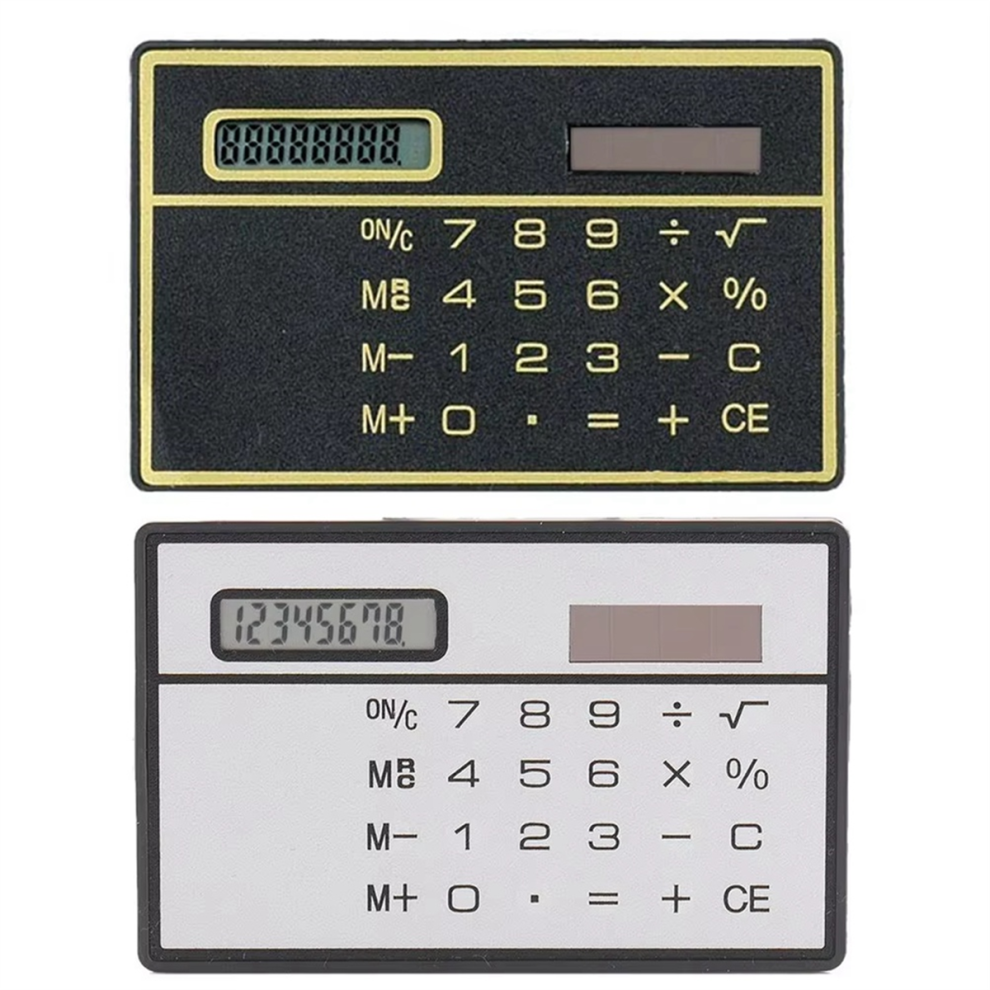 88888888.
ON/C 7 8 9 ÷ √
MRC 4 5 6 × %
M− 1 2 3 − C
M+ 0 . = + CE
12345678.
ON/C 7 8 9 ÷ √
MRC 4 5 6 × %
M− 1 2 3 − C
M+ 0 . = + CE